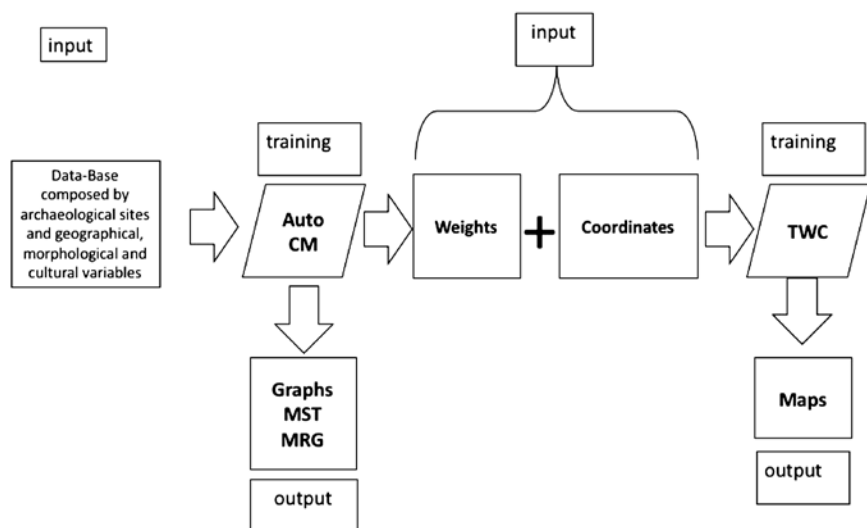 input
input
training
training
Data-Base
composed by
archaeological sites
and geographical,
morphological and
cultural variables
Auto
CM
Weights
+
Coordinates
TWC
Graphs
MST
MRG
Maps
output
output